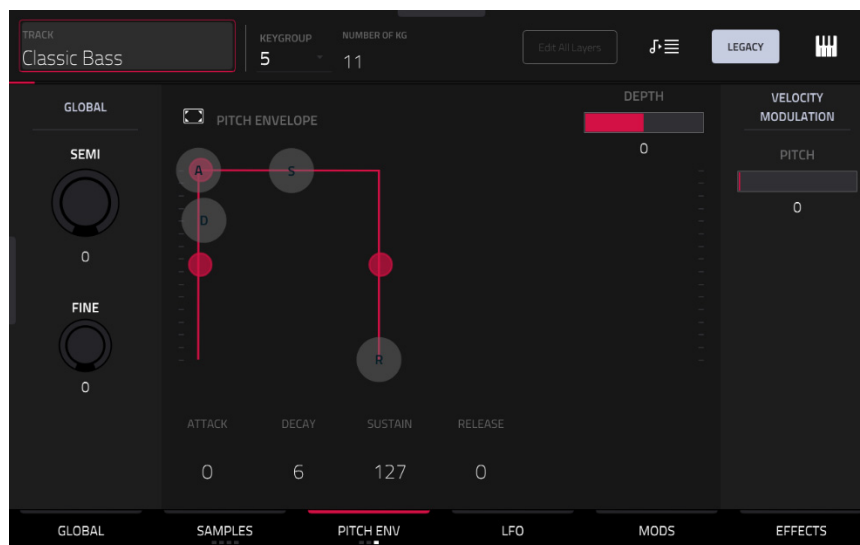 TRACK
Classic Bass
KEYGROUP
5
NUMBER OF KG
11
Edit All Layers
LEGACY
GLOBAL
SEMI
0
FINE
0
PITCH ENVELOPE
DEPTH
0
A
S
D
R
ATTACK DECAY SUSTAIN RELEASE
0 6 127 0
VELOCITY
MODULATION
PITCH
0
GLOBAL SAMPLES PITCH ENV LFO MODS EFFECTS